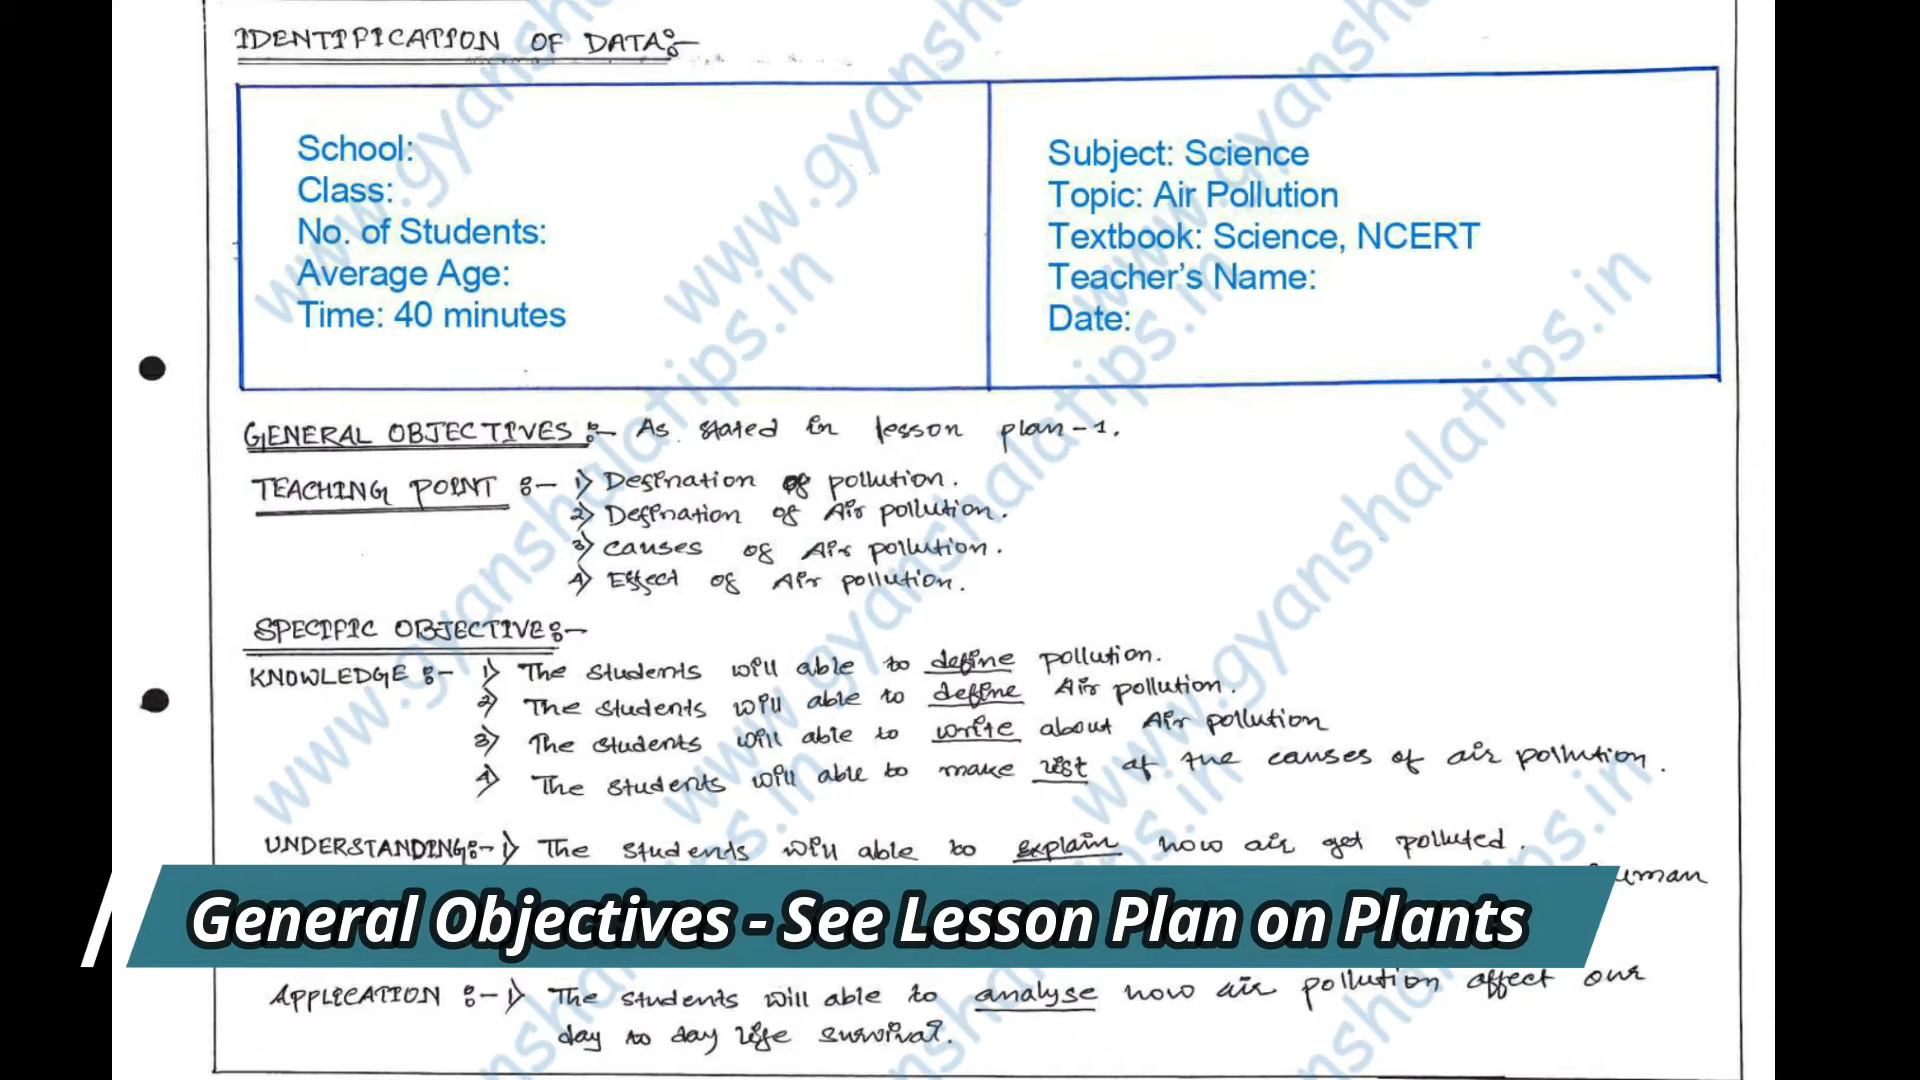 IDENTIFICATION OF DATA:-
School:
Class:
No. of Students:
Average Age:
Time: 40 minutes
Subject: Science
Topic: Air Pollution
Textbook: Science, NCERT
Teacher's Name:
Date:
GENERAL OBJECTIVES :- As stated in lesson plan-1.
TEACHING POINT :- 1) Defination of pollution.
2) Defination of Air pollution.
3) causes of Air pollution.
4) Effect of Air pollution.
SPECIFIC OBJECTIVE:-
KNOWLEDGE :- 1) The students will able to define pollution.
2) The students will able to define Air pollution.
3) The students will able to write about Air pollution
4) The students will able to make list of the causes of air pollution.
UNDERSTANDING:- 1) The students will able to explain how air get polluted.
General Objectives - See Lesson Plan on Plants
APPLICATION :- 1) The students will able to analyse how air pollution affect our
day to day life survival.
www.gyanshalatips.in